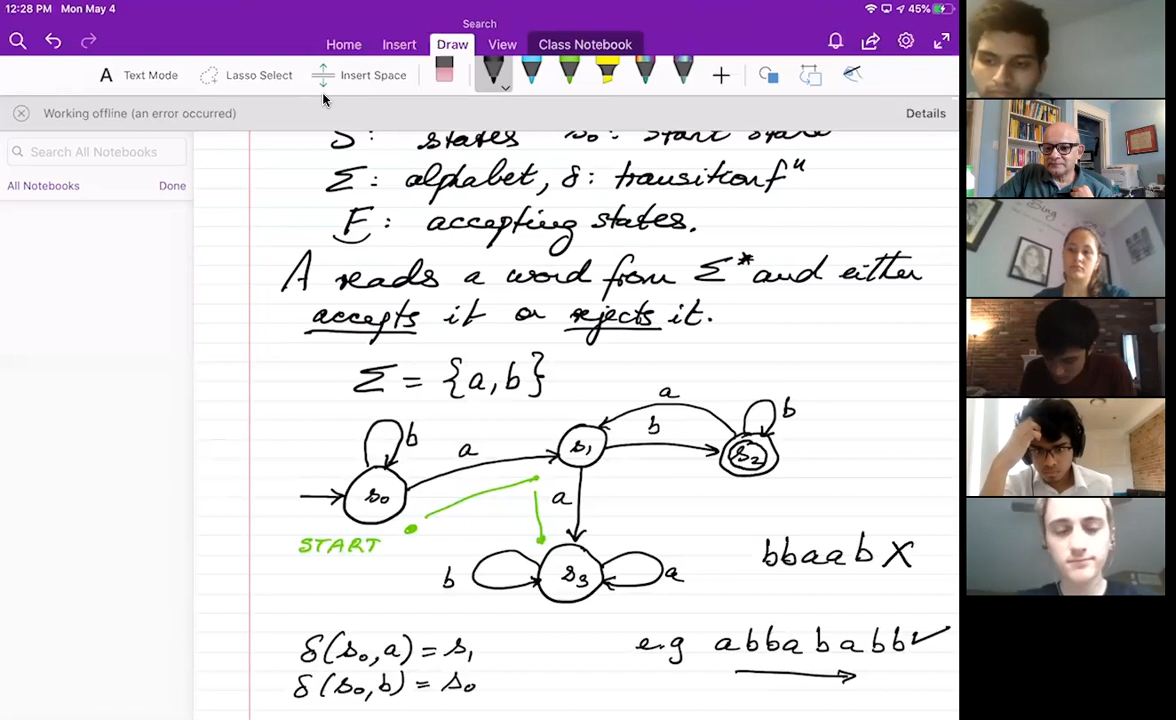 12:28 PM Mon May 4
45%
Search
Home Insert Draw View Class Notebook
A Text Mode Lasso Select Insert Space
Working offline (an error occurred) Details
Search All Notebooks
All Notebooks Done
S: states s₀: start state
Σ: alphabet, δ: transition fⁿ
F: accepting states.
A reads a word from Σ* and either
accepts it or rejects it.
Σ = {a,b}
a
b
b
b
a
s₁
s₂
s₀
a
START
b
s₃
a
bbaab X
δ(s₀,a) = s₁
e.g abbababb ✓
δ(s₀,b) = s₀